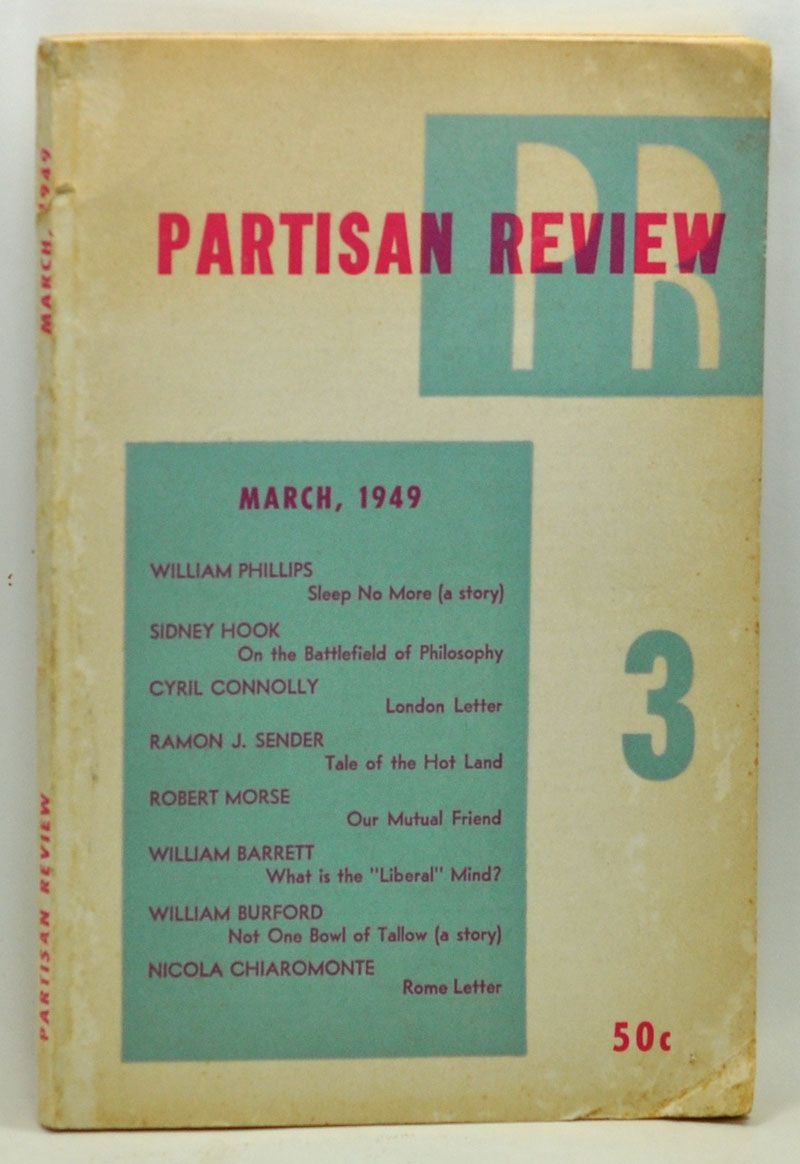 PR
PARTISAN REVIEW
MARCH, 1949
WILLIAM PHILLIPS
Sleep No More (a story)
SIDNEY HOOK
On the Battlefield of Philosophy
CYRIL CONNOLLY
London Letter
RAMON J. SENDER
Tale of the Hot Land
ROBERT MORSE
Our Mutual Friend
WILLIAM BARRETT
What is the "Liberal" Mind?
WILLIAM BURFORD
Not One Bowl of Tallow (a story)
NICOLA CHIAROMONTE
Rome Letter
3
50c
PARTISAN REVIEW
MARCH, 1949